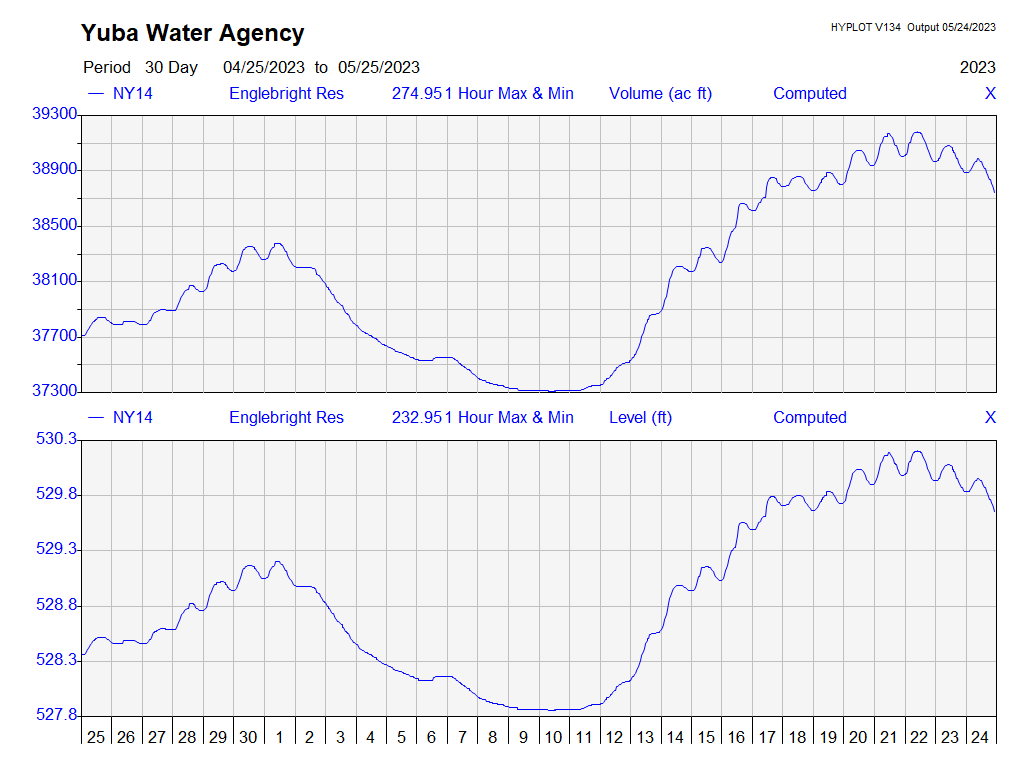 Yuba Water Agency
HYPLOT V134 Output 05/24/2023
Period 30 Day 04/25/2023 to 05/25/2023 2023
NY14 Englebright Res 274.951 Hour Max & Min Volume (ac ft) Computed X
39300
38900
38500
38100
37700
37300
NY14 Englebright Res 232.951 Hour Max & Min Level (ft) Computed X
530.3
529.8
529.3
528.8
528.3
527.8
25 26 27 28 29 30 1 2 3 4 5 6 7 8 9 10 11 12 13 14 15 16 17 18 19 20 21 22 23 24